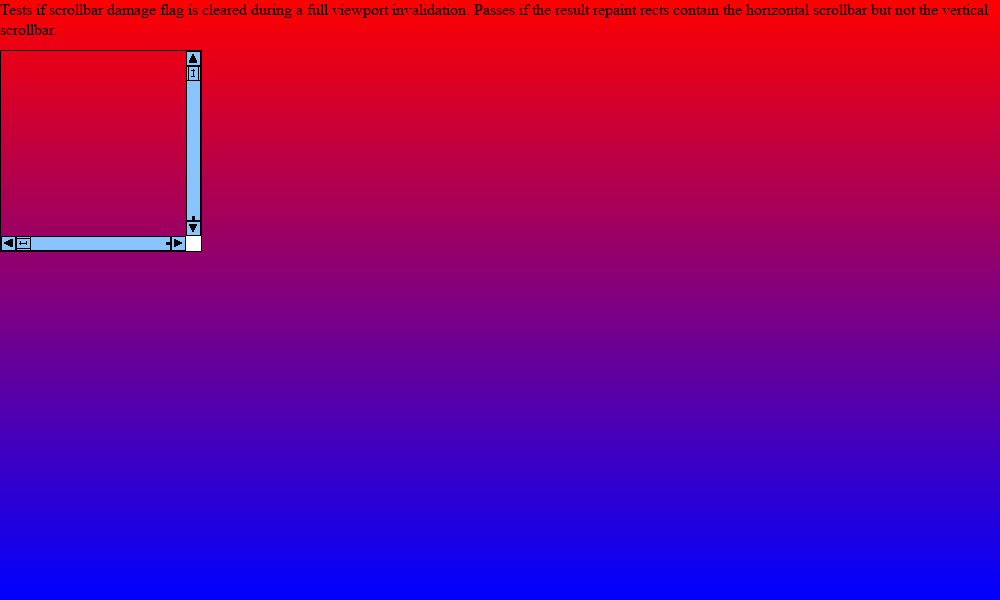 Tests if scrollbar damage flag is cleared during a full viewport invalidation. Passes if the result repaint rects contain the horizontal scrollbar but not the vertical
scrollbar.